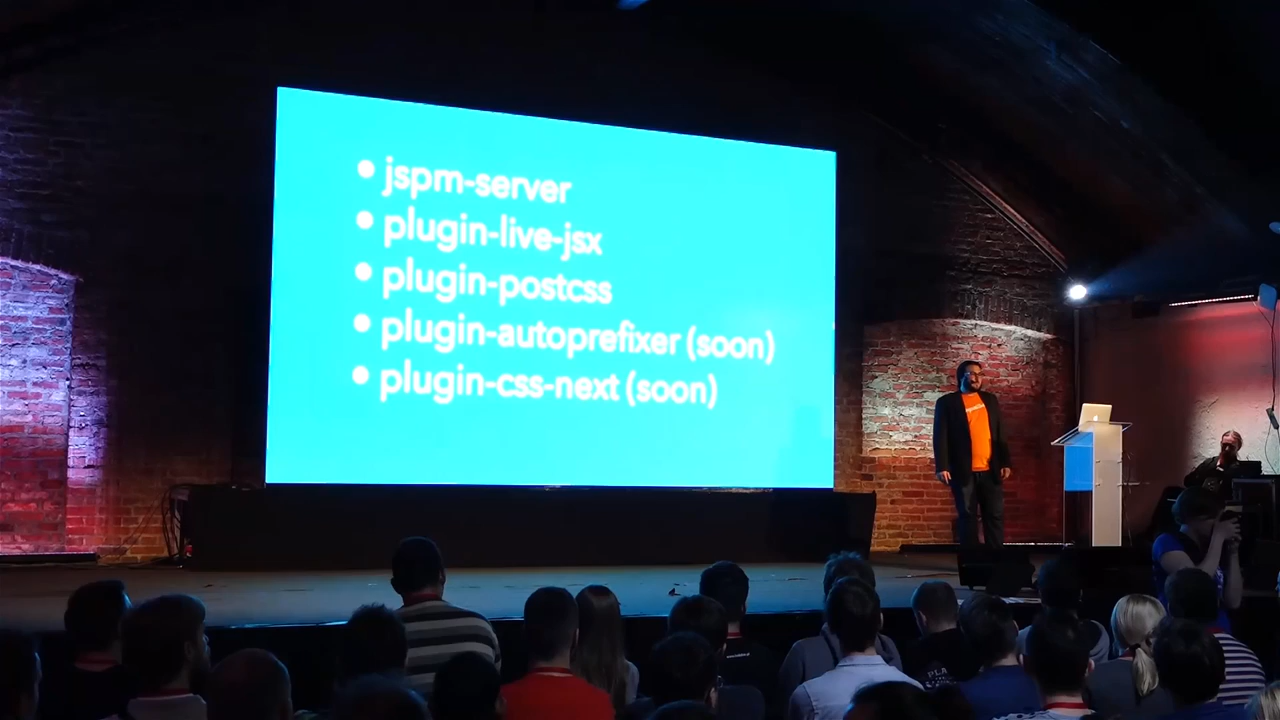 • jspm-server
• plugin-live-jsx
• plugin-postcss
• plugin-autoprefixer (soon)
• plugin-css-next (soon)